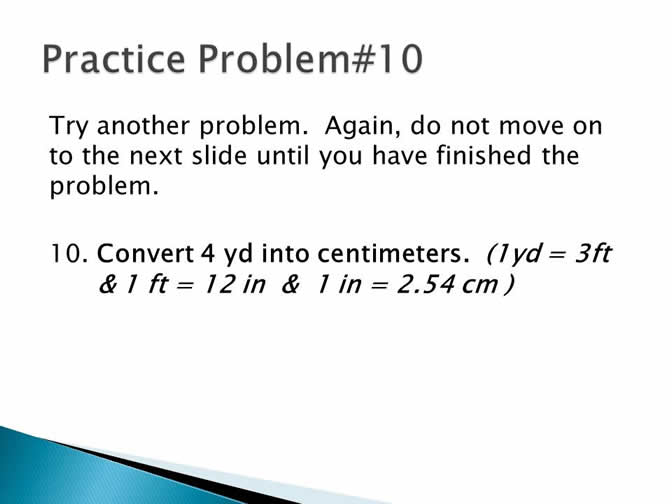 Practice Problem#10
Try another problem.  Again, do not move on
to the next slide until you have finished the
problem.
10. Convert 4 yd into centimeters.  (1yd = 3ft
& 1 ft = 12 in  &  1 in = 2.54 cm )